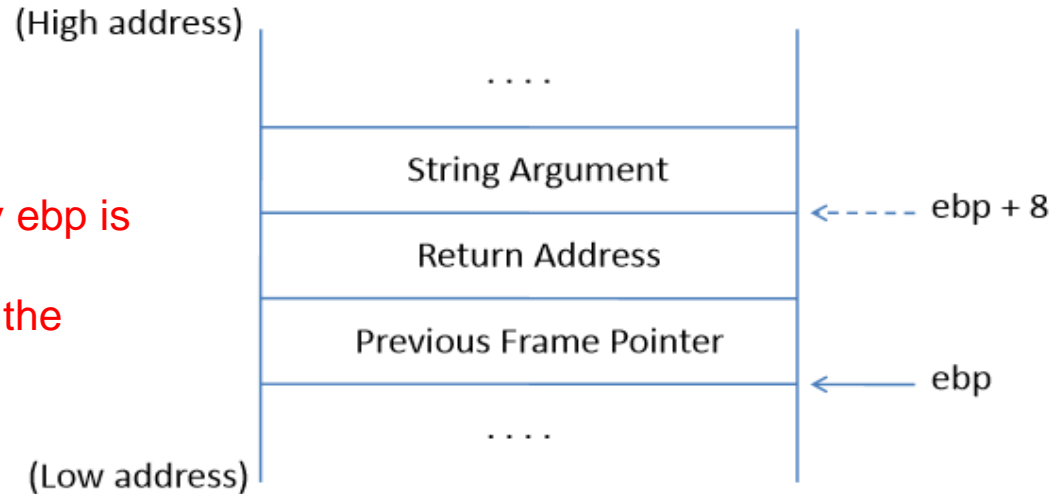 (High address)
. . . .
String Argument
ebp is
ebp + 8
Return Address
the
Previous Frame Pointer
ebp
. . . .
(Low address)